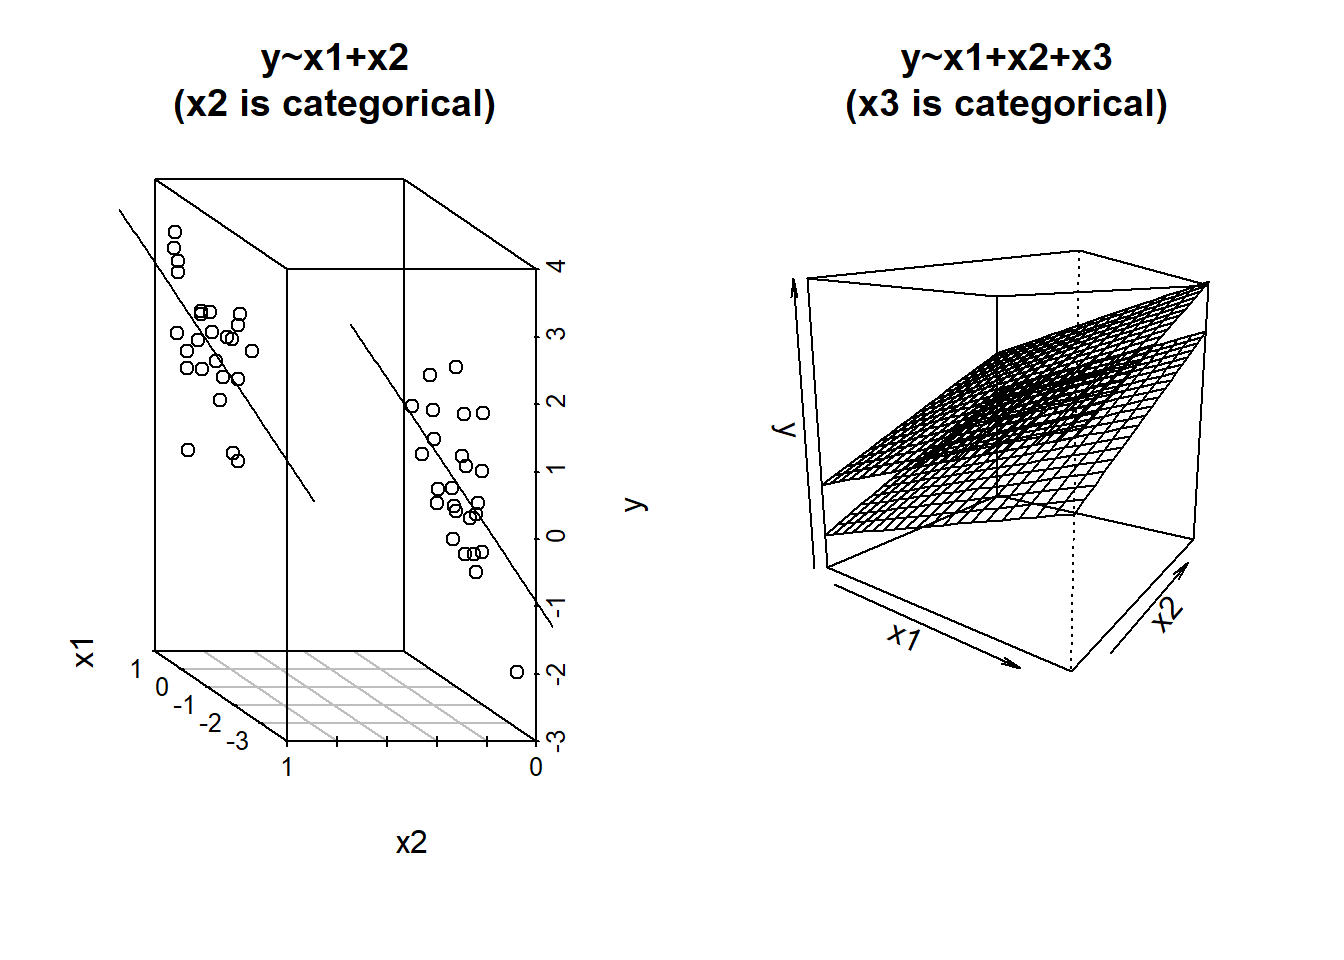 y~x1+x2
(x2 is categorical)
4
3
2
1
0
-1
-2
-3
y
x1
1
0
-1
-2
-3
1
0
x2
y~x1+x2+x3
(x3 is categorical)
y
x1
x2